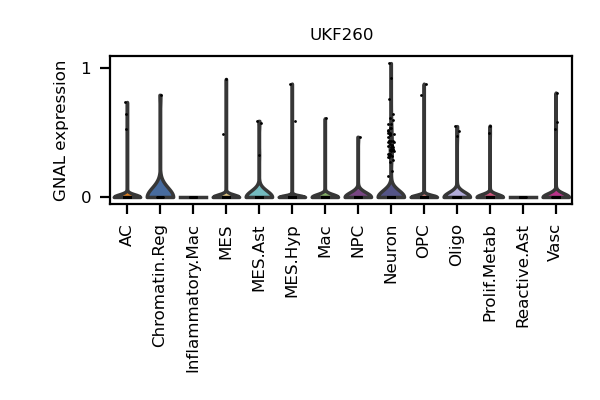 UKF260
GNAL expression
1
0
AC
Chromatin.Reg
Inflammatory.Mac
MES
MES.Ast
MES.Hyp
Mac
NPC
Neuron
OPC
Oligo
Prolif.Metab
Reactive.Ast
Vasc